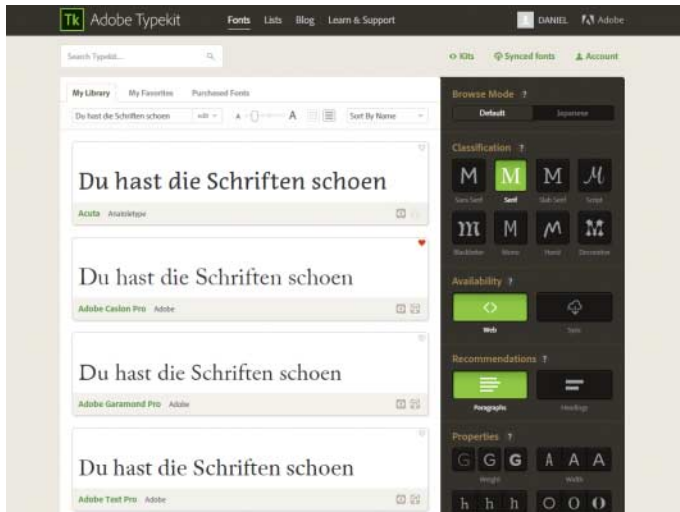 Tk Adobe Typekit Fonts Lists Blog Learn & Support DANIEL Adobe
Search Typekit... Kits Synced fonts Account
My Library My Favorites Purchased Fonts
Du hast die Schriften schoen edit A A Sort By Name
Du hast die Schriften schoen
Acuta Anatoletype
Du hast die Schriften schoen
Adobe Caslon Pro Adobe
Du hast die Schriften schoen
Adobe Garamond Pro Adobe
Du hast die Schriften schoen
Adobe Text Pro Adobe
Browse Mode ?
Default Japanese
Classification ?
M M M M
Sans Serif Serif Slab Serif Script
m M M M
Blackletter Mono Hand Decorative
Availability ?
Web Sync
Recommendations ?
Paragraphs Headings
Properties ?
G G G A A A
Weight Width
h h h O O O